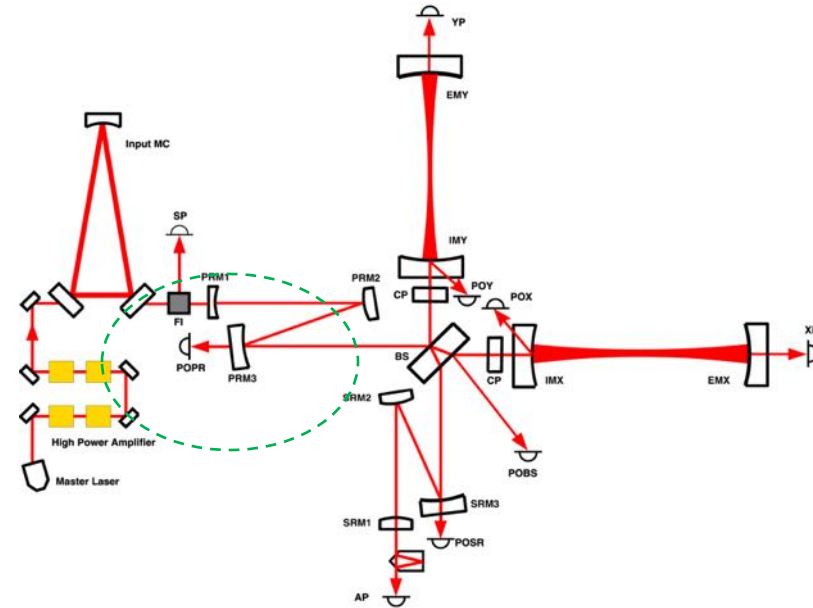 YP
EMY
Input MC
SP
IMY
PRM1
PRM2
POY
CP
POX
FI
XP
POPR
BS
PRM3
CP
IMX
EMX
SRM2
High Power Amplifier
POBS
Master Laser
SRM3
SRM1
POSR
AP